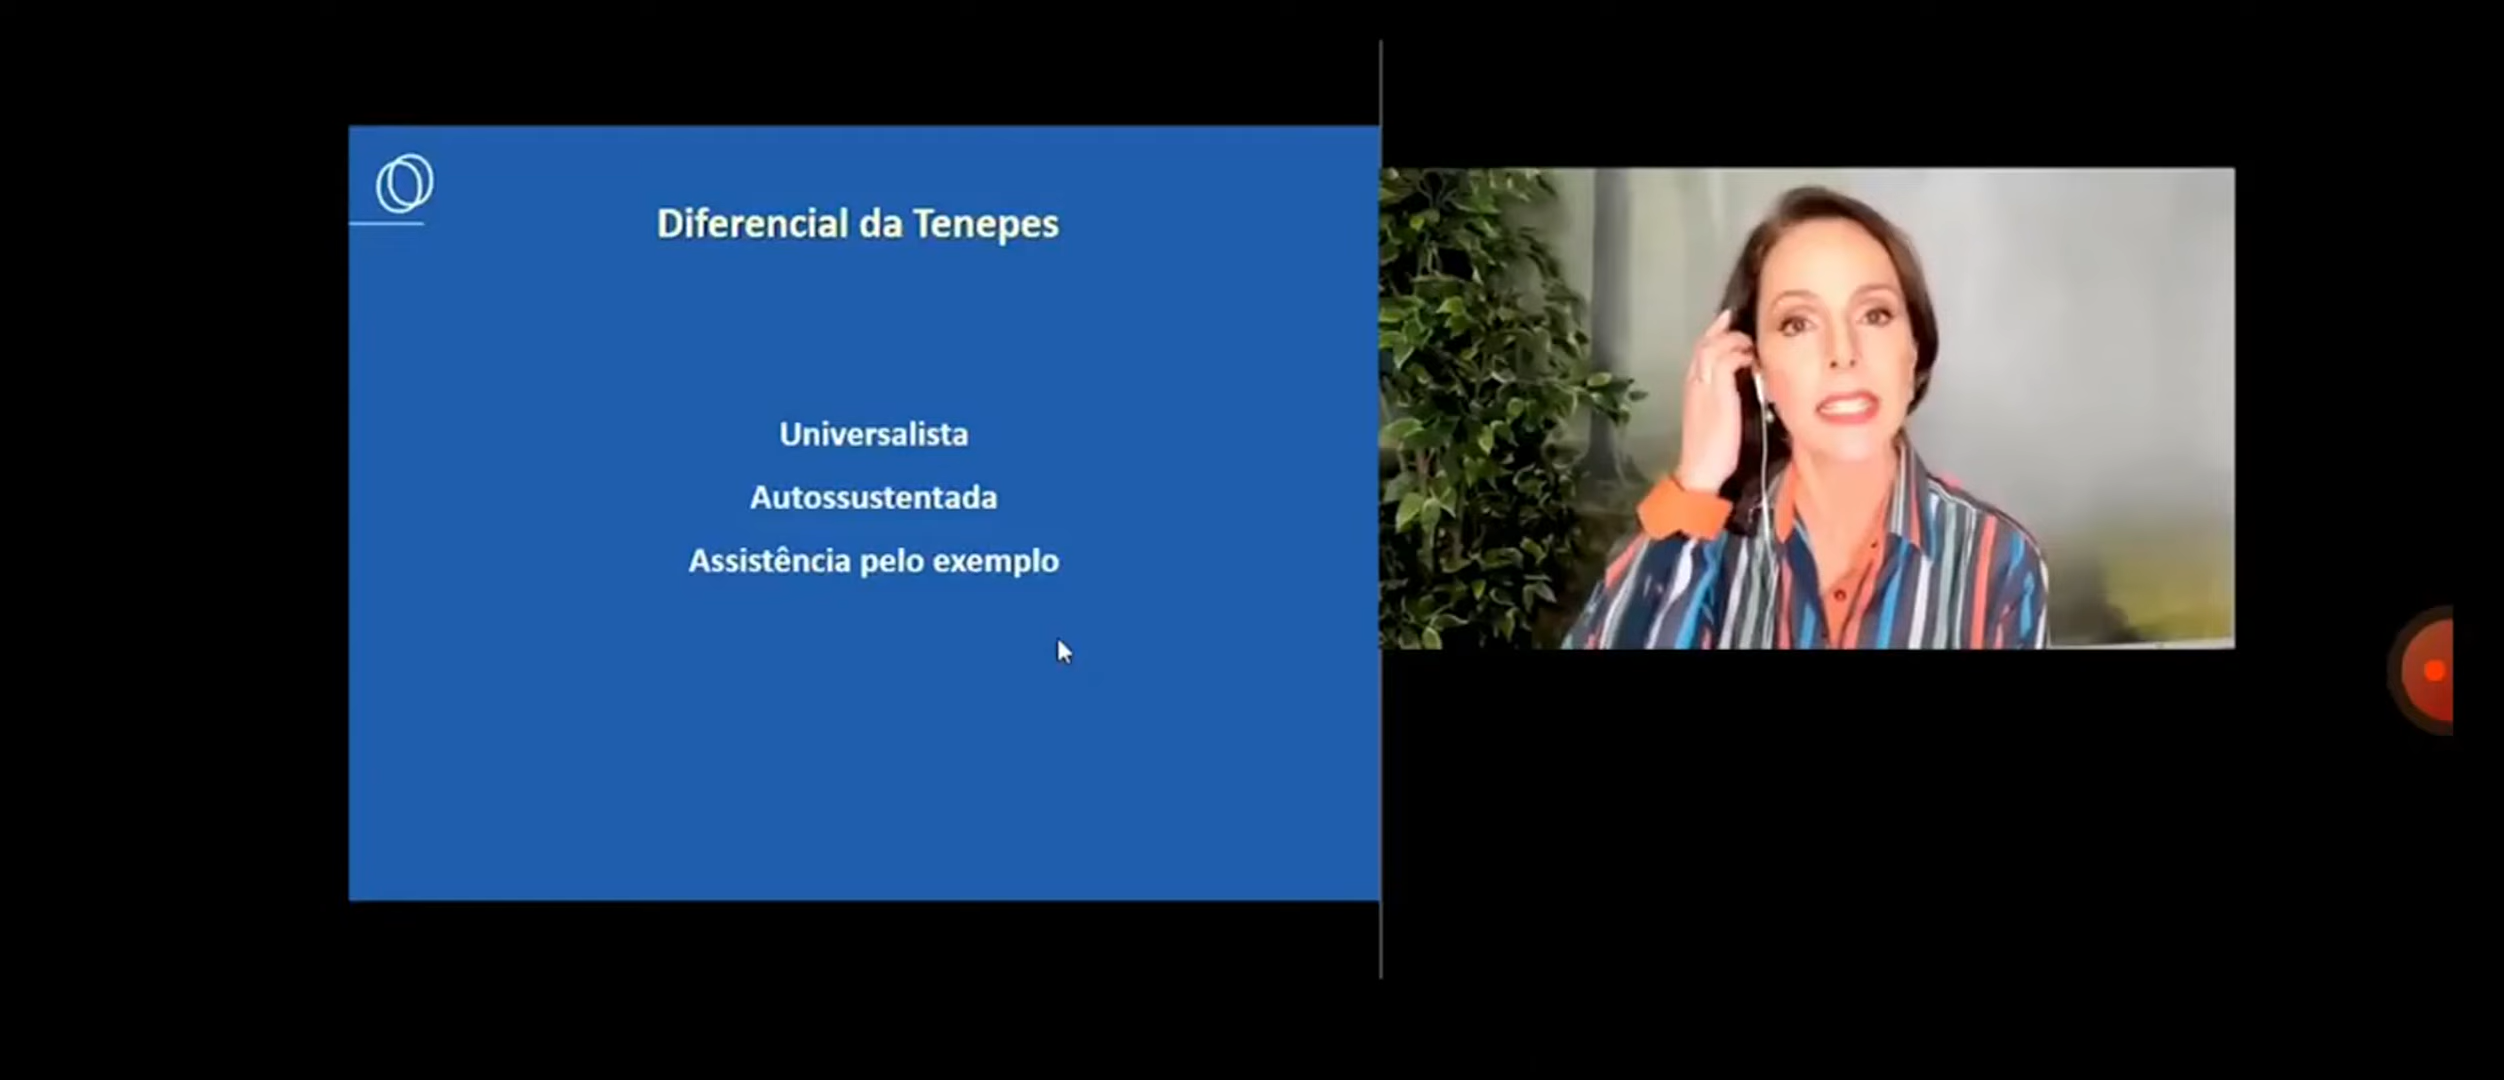 Diferencial da Tenepes
Universalista
Autossustentada
Assistência pelo exemplo